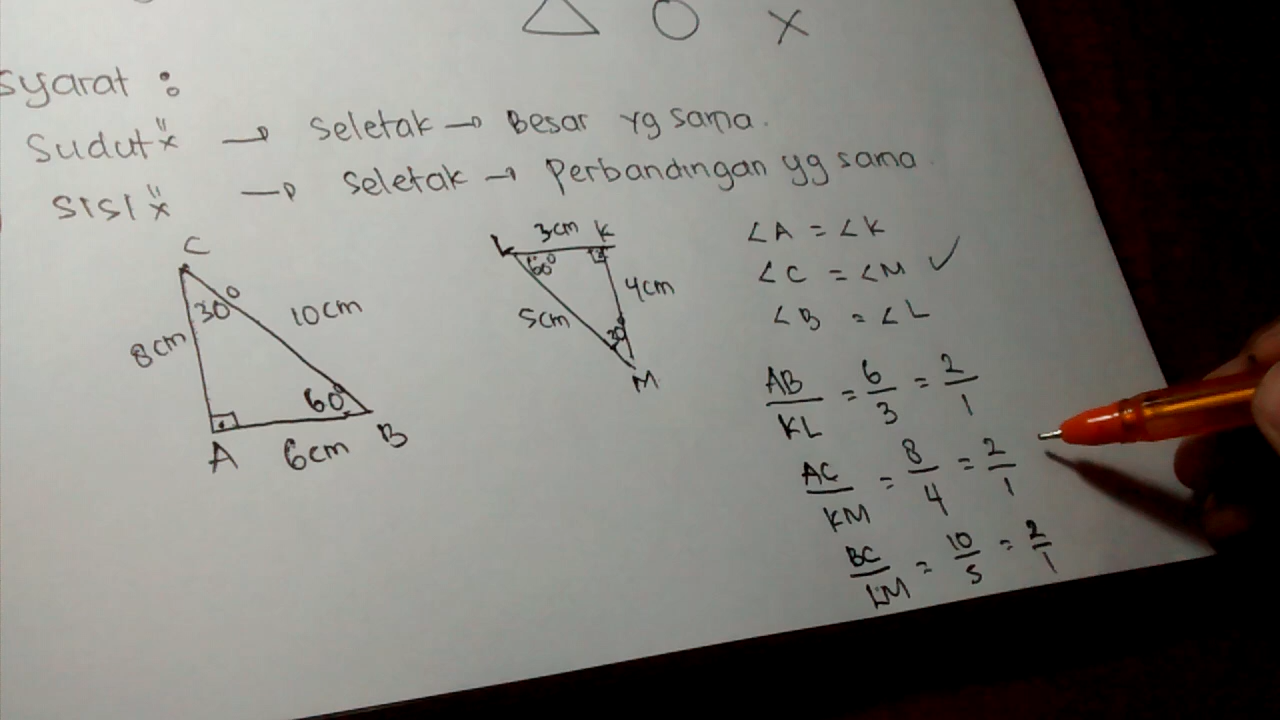 syarat :
Sudut"x → Seletak → Besar yg sama.
Sisi"x → Seletak → Perbandingan yg sama.
C
30°
8cm
10cm
60°
A
6cm
B
L
3cm
K
60°
4cm
5cm
30°
M
∠A = ∠K
∠C = ∠M ✓
∠B = ∠L
AB/KL = 6/3 = 2/1
AC/KM = 8/4 = 2/1
BC/LM = 10/5 = 2/1